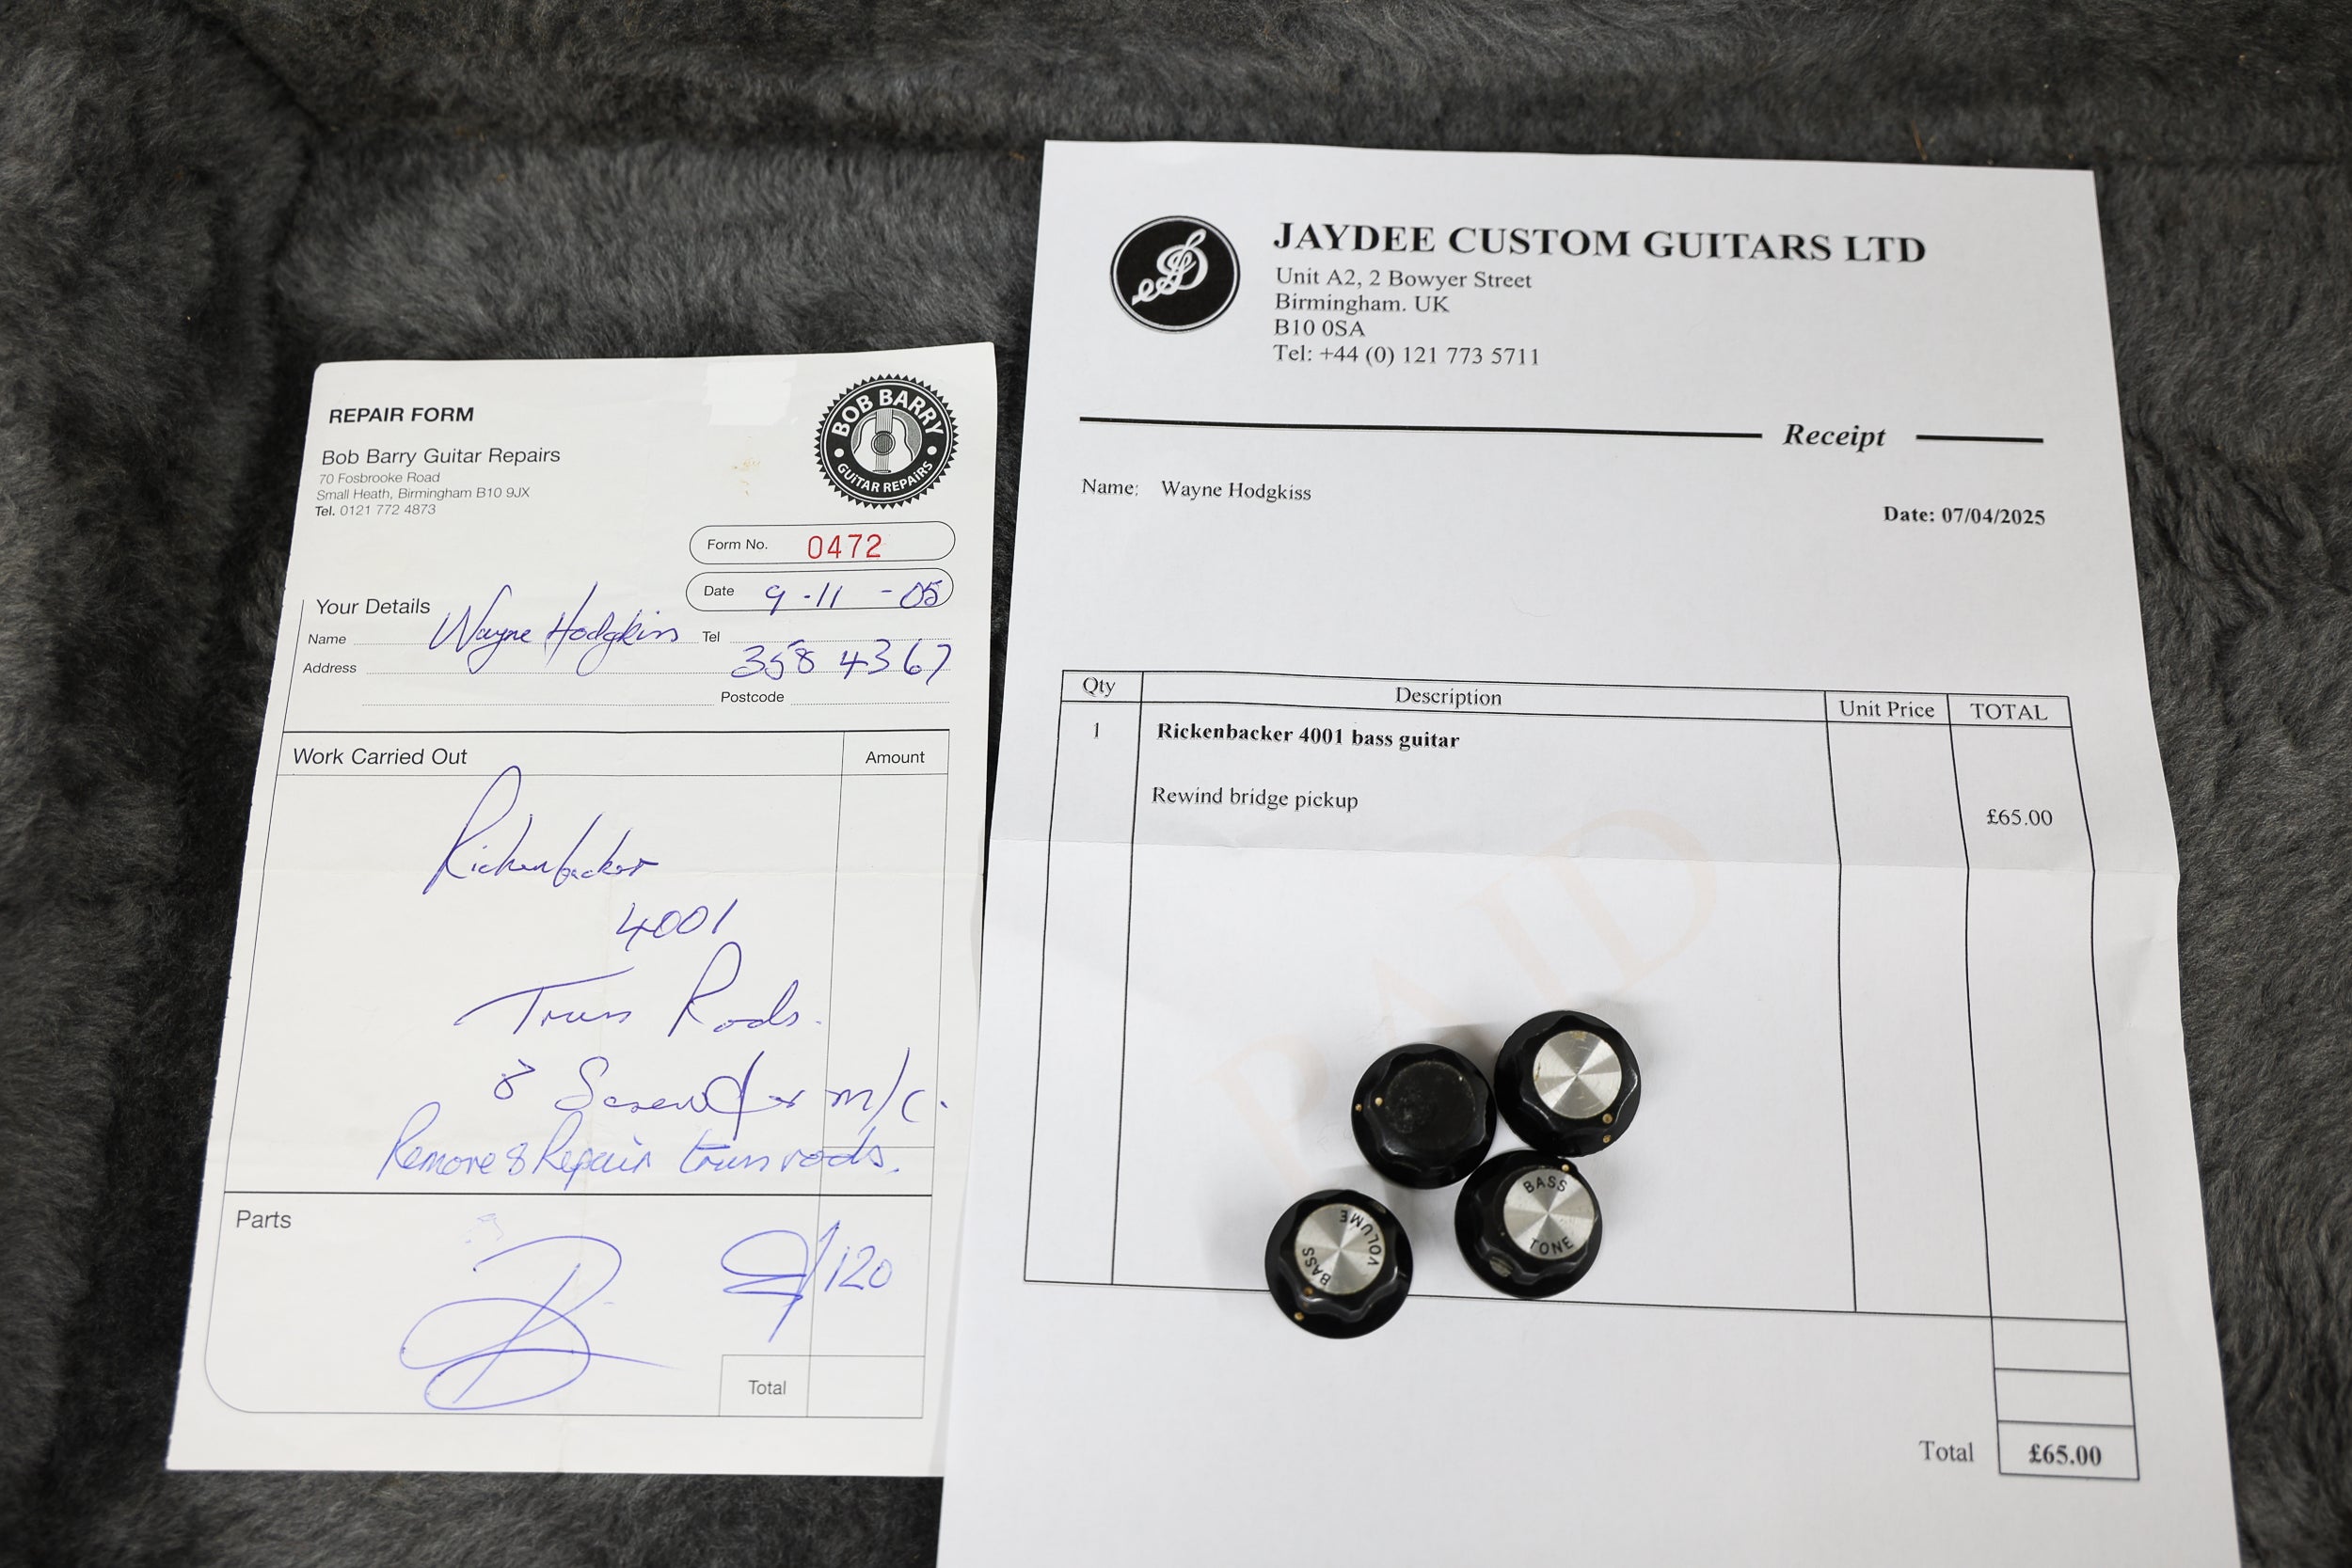 REPAIR FORM
Bob Barry Guitar Repairs
70 Fosbrooke Road
Small Heath, Birmingham B10 9JX
Tel. 0121 772 4873
BOB BARRY
GUITAR REPAIRS
Form No. 0472
Date 9-11-05
Your Details
Name Wayne Hodgkiss Tel
Address 358 4367
Postcode
Work Carried Out Amount
Rickenbacker
4001
Truss Rods.
& Screw for m/c.
Remove & Repair truss rods.
Parts
120
Total
JAYDEE CUSTOM GUITARS LTD
Unit A2, 2 Bowyer Street
Birmingham. UK
B10 0SA
Tel: +44 (0) 121 773 5711
Receipt
Name: Wayne Hodgkiss
Date: 07/04/2025
Qty Description Unit Price TOTAL
1 Rickenbacker 4001 bass guitar
Rewind bridge pickup £65.00
PAID
BASS
TONE
BASS VOLUME
Total £65.00